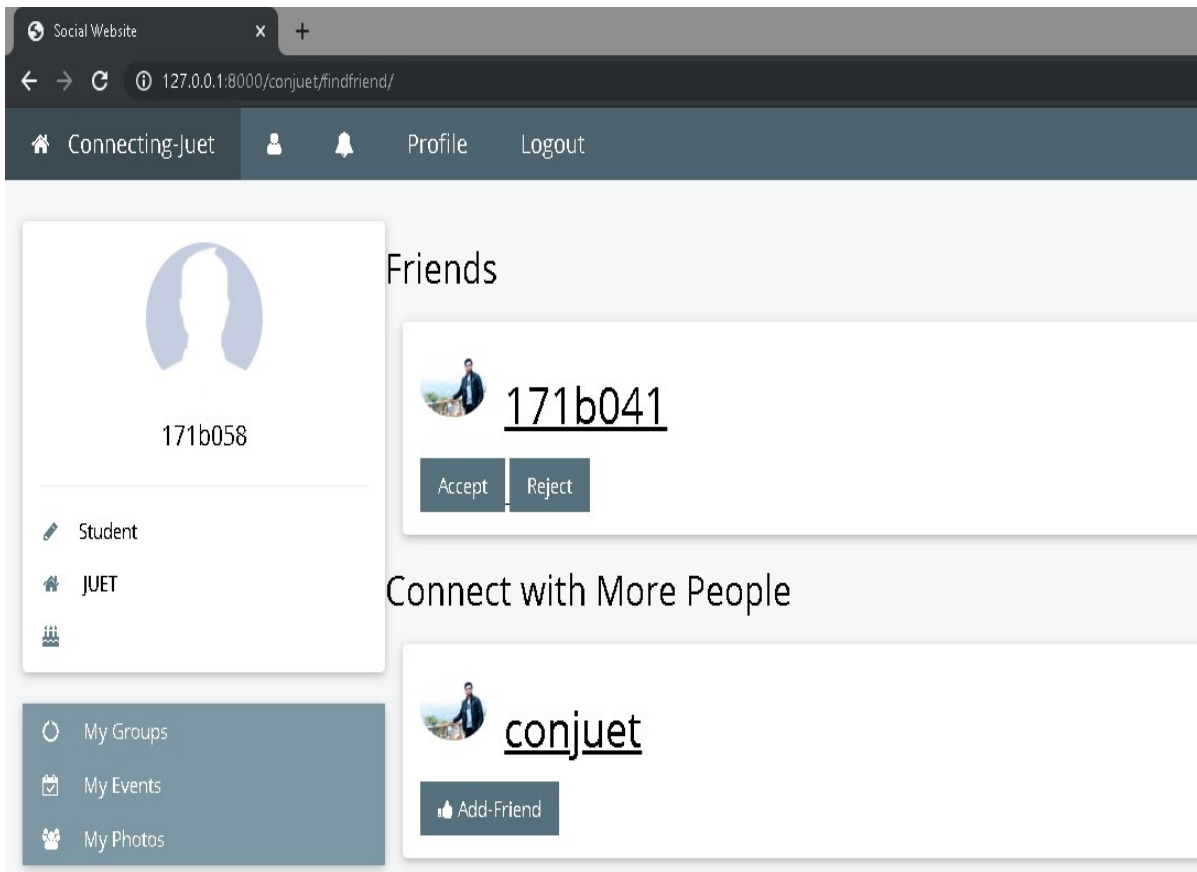 Social Website
127.0.0.1:8000/conjuet/findfriend/
Connecting-Juet Profile Logout
171b058
Student
JUET
My Groups
My Events
My Photos
Friends
171b041
Accept Reject
Connect with More People
conjuet
Add-Friend